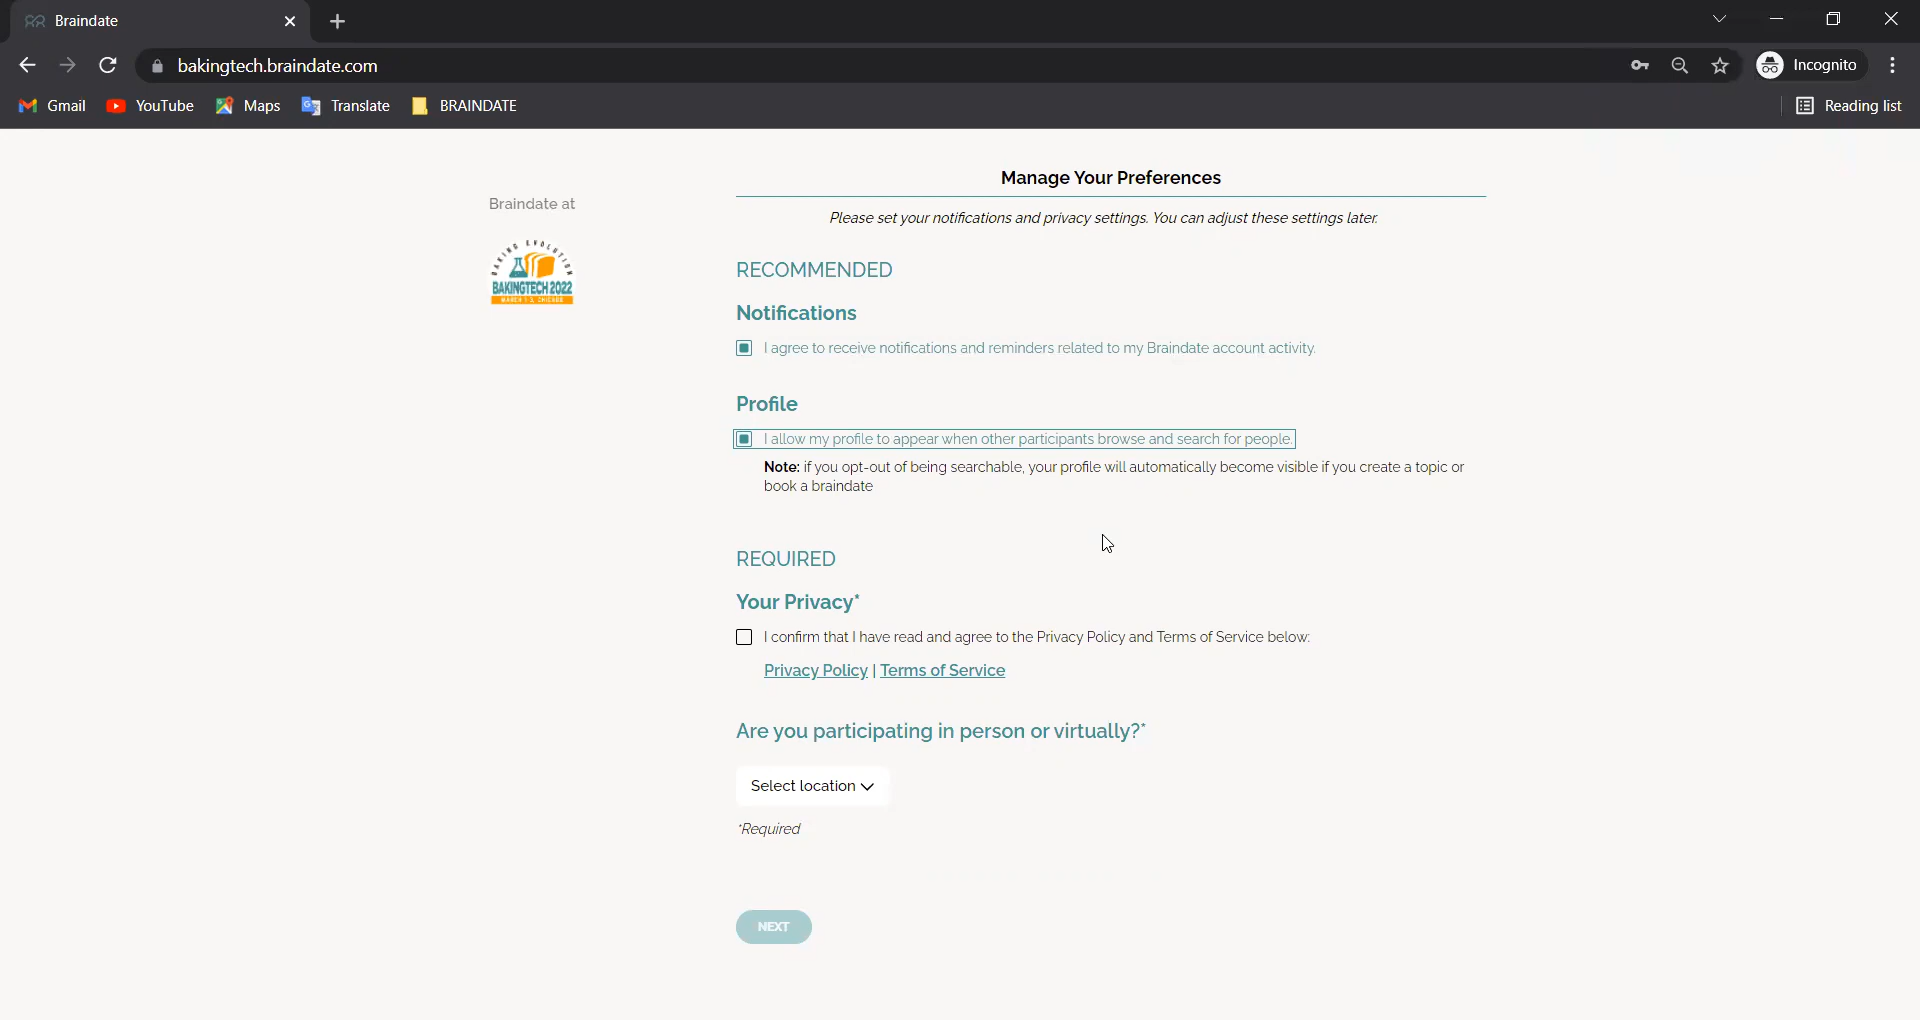 Braindate
bakingtech.braindate.com
Incognito
Gmail
YouTube
Maps
Translate
BRAINDATE
Reading list
Braindate at
BAKING EVOLUTION
BAKINGTECH 2022
MARCH 1-3, CHICAGO
Manage Your Preferences
Please set your notifications and privacy settings. You can adjust these settings later.
RECOMMENDED
Notifications
I agree to receive notifications and reminders related to my Braindate account activity.
Profile
I allow my profile to appear when other participants browse and search for people.
Note: if you opt-out of being searchable, your profile will automatically become visible if you create a topic or
book a braindate
REQUIRED
Your Privacy*
I confirm that I have read and agree to the Privacy Policy and Terms of Service below:
Privacy Policy | Terms of Service
Are you participating in person or virtually?*
Select location
*Required
NEXT